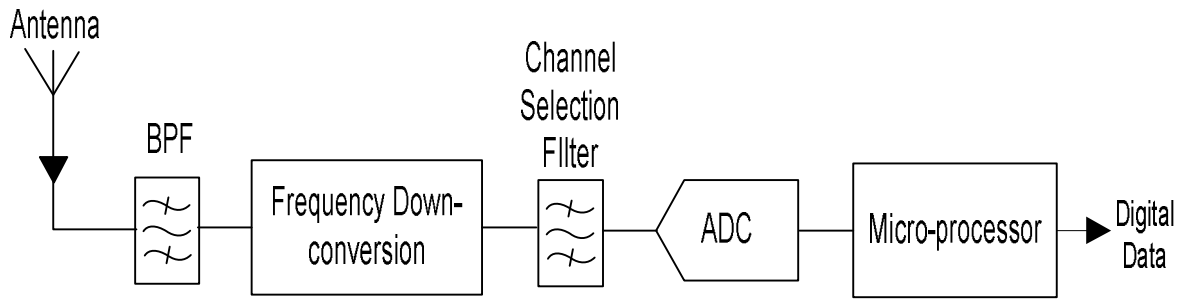 Antenna
BPF
Frequency Down-
conversion
Channel
Selection
FIlter
ADC
Micro-processor
Digital
Data